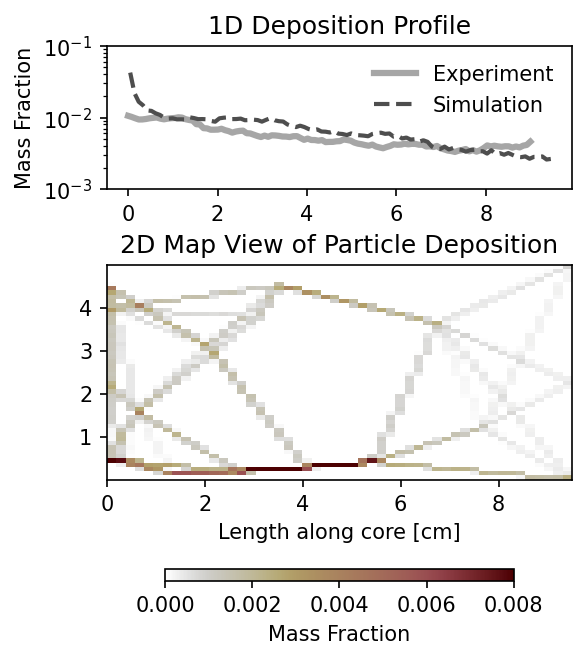 1D Deposition Profile
Mass Fraction
10⁻¹
10⁻²
10⁻³
Experiment
Simulation
0 2 4 6 8
2D Map View of Particle Deposition
4
3
2
1
0 2 4 6 8
Length along core [cm]
0.000 0.002 0.004 0.006 0.008
Mass Fraction